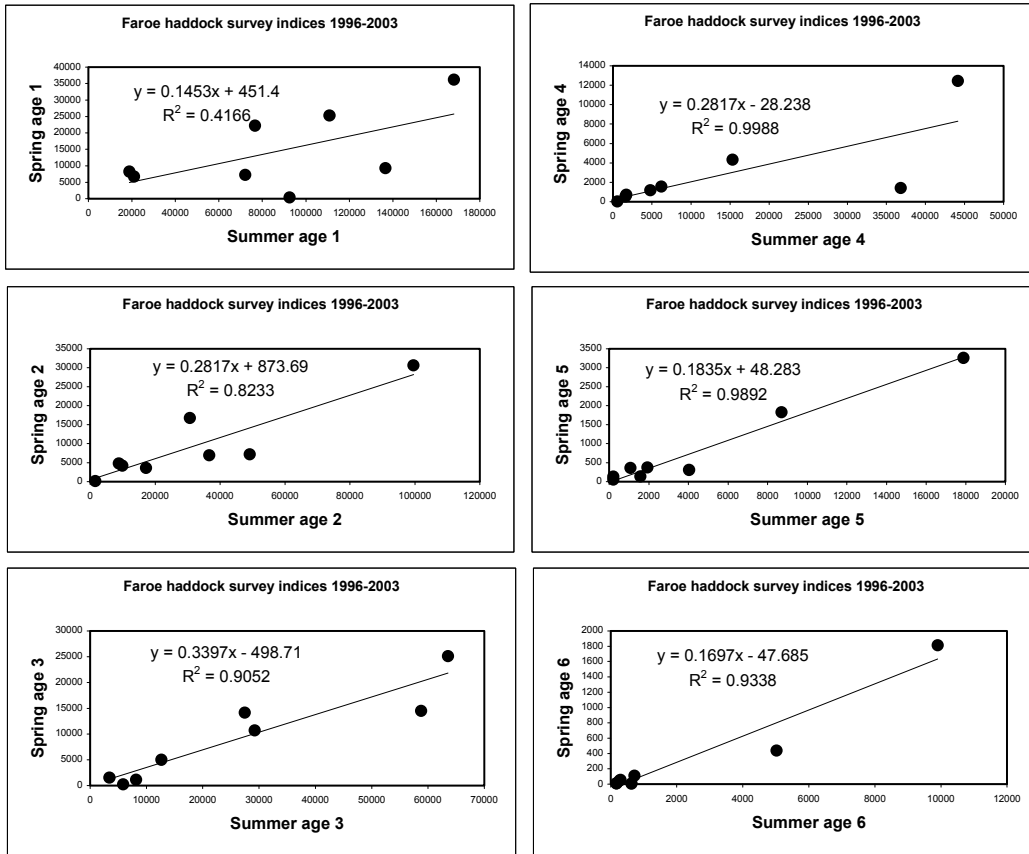 Faroe haddock survey indices 1996-2003
Spring age 1
40000
35000
30000
25000
20000
15000
10000
5000
0
y = 0.1453x + 451.4
R² = 0.4166
0 20000 40000 60000 80000 100000 120000 140000 160000 180000
Summer age 1
Faroe haddock survey indices 1996-2003
Spring age 4
14000
12000
10000
8000
6000
4000
2000
0
y = 0.2817x - 28.238
R² = 0.9988
0 5000 10000 15000 20000 25000 30000 35000 40000 45000 50000
Summer age 4
Faroe haddock survey indices 1996-2003
Spring age 2
35000
30000
25000
20000
15000
10000
5000
0
y = 0.2817x + 873.69
R² = 0.8233
0 20000 40000 60000 80000 100000 120000
Summer age 2
Faroe haddock survey indices 1996-2003
Spring age 5
3500
3000
2500
2000
1500
1000
500
0
y = 0.1835x + 48.283
R² = 0.9892
0 2000 4000 6000 8000 10000 12000 14000 16000 18000 20000
Summer age 5
Faroe haddock survey indices 1996-2003
Spring age 3
30000
25000
20000
15000
10000
5000
0
y = 0.3397x - 498.71
R² = 0.9052
0 10000 20000 30000 40000 50000 60000 70000
Summer age 3
Faroe haddock survey indices 1996-2003
Spring age 6
2000
1800
1600
1400
1200
1000
800
600
400
200
0
y = 0.1697x - 47.685
R² = 0.9338
0 2000 4000 6000 8000 10000 12000
Summer age 6